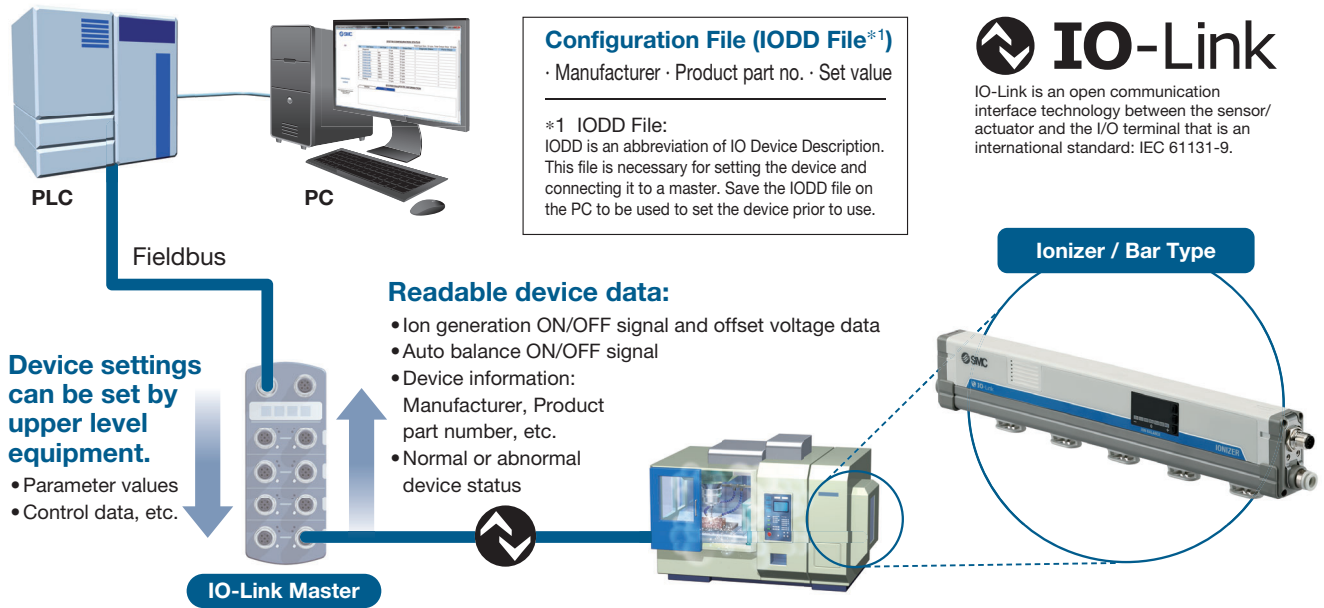 PLC
PC
Configuration File (IODD File*1)
· Manufacturer · Product part no. · Set value
*1 IODD File:
IODD is an abbreviation of IO Device Description.
This file is necessary for setting the device and
connecting it to a master. Save the IODD file on
the PC to be used to set the device prior to use.
IO-Link
IO-Link is an open communication
interface technology between the sensor/
actuator and the I/O terminal that is an
international standard: IEC 61131-9.
Fieldbus
Device settings
can be set by
upper level
equipment.
•Parameter values
•Control data, etc.
IO-Link Master
Readable device data:
•Ion generation ON/OFF signal and offset voltage data
•Auto balance ON/OFF signal
•Device information:
Manufacturer, Product
part number, etc.
•Normal or abnormal
device status
Ionizer / Bar Type
SMC
IO-Link
IONIZER